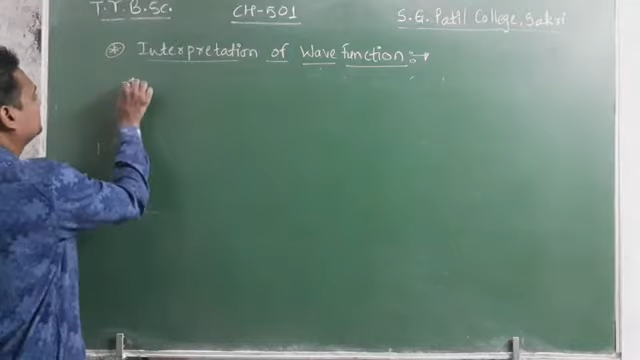 T.Y. B.Sc. CH-501 S.G. Patil College, Sakri
* Interpretation of Wave function :→